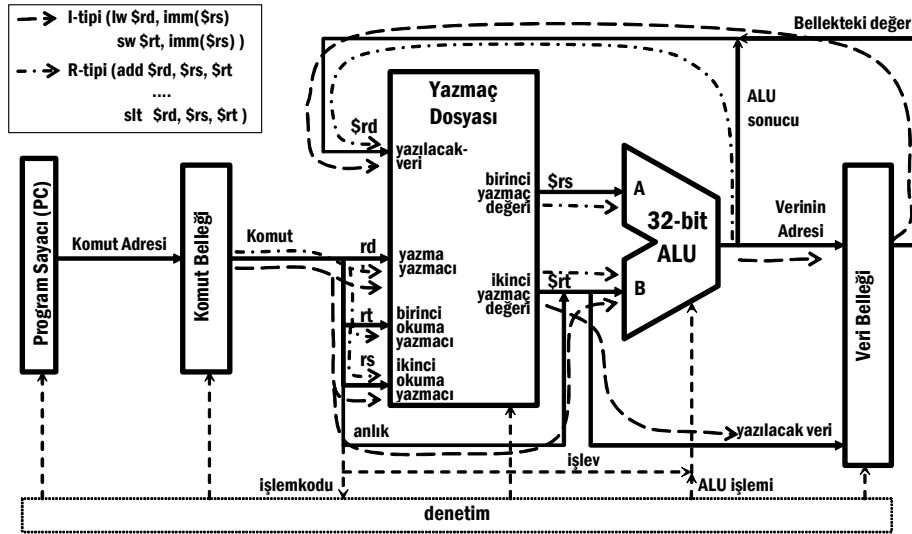 I-tipi (lw $rd, imm($rs)
sw $rt, imm($rs) )
R-tipi (add $rd, $rs, $rt
....
slt $rd, $rs, $rt )
Bellekteki değer
ALU
sonucu
Yazmaç
Dosyası
$rd
yazılacak-
veri
birinci
yazmaç
değeri
$rs
A
32-bit
ALU
Verinin
Adresi
Program Sayacı (PC)
Komut Adresi
Komut Belleği
Komut
rd
yazma
yazmacı
ikinci
yazmaç
değeri
$rt
B
rt
birinci
okuma
yazmacı
rs
ikinci
okuma
yazmacı
Veri Belleği
anlık
yazılacak veri
işlev
işlemkodu
ALU işlemi
denetim